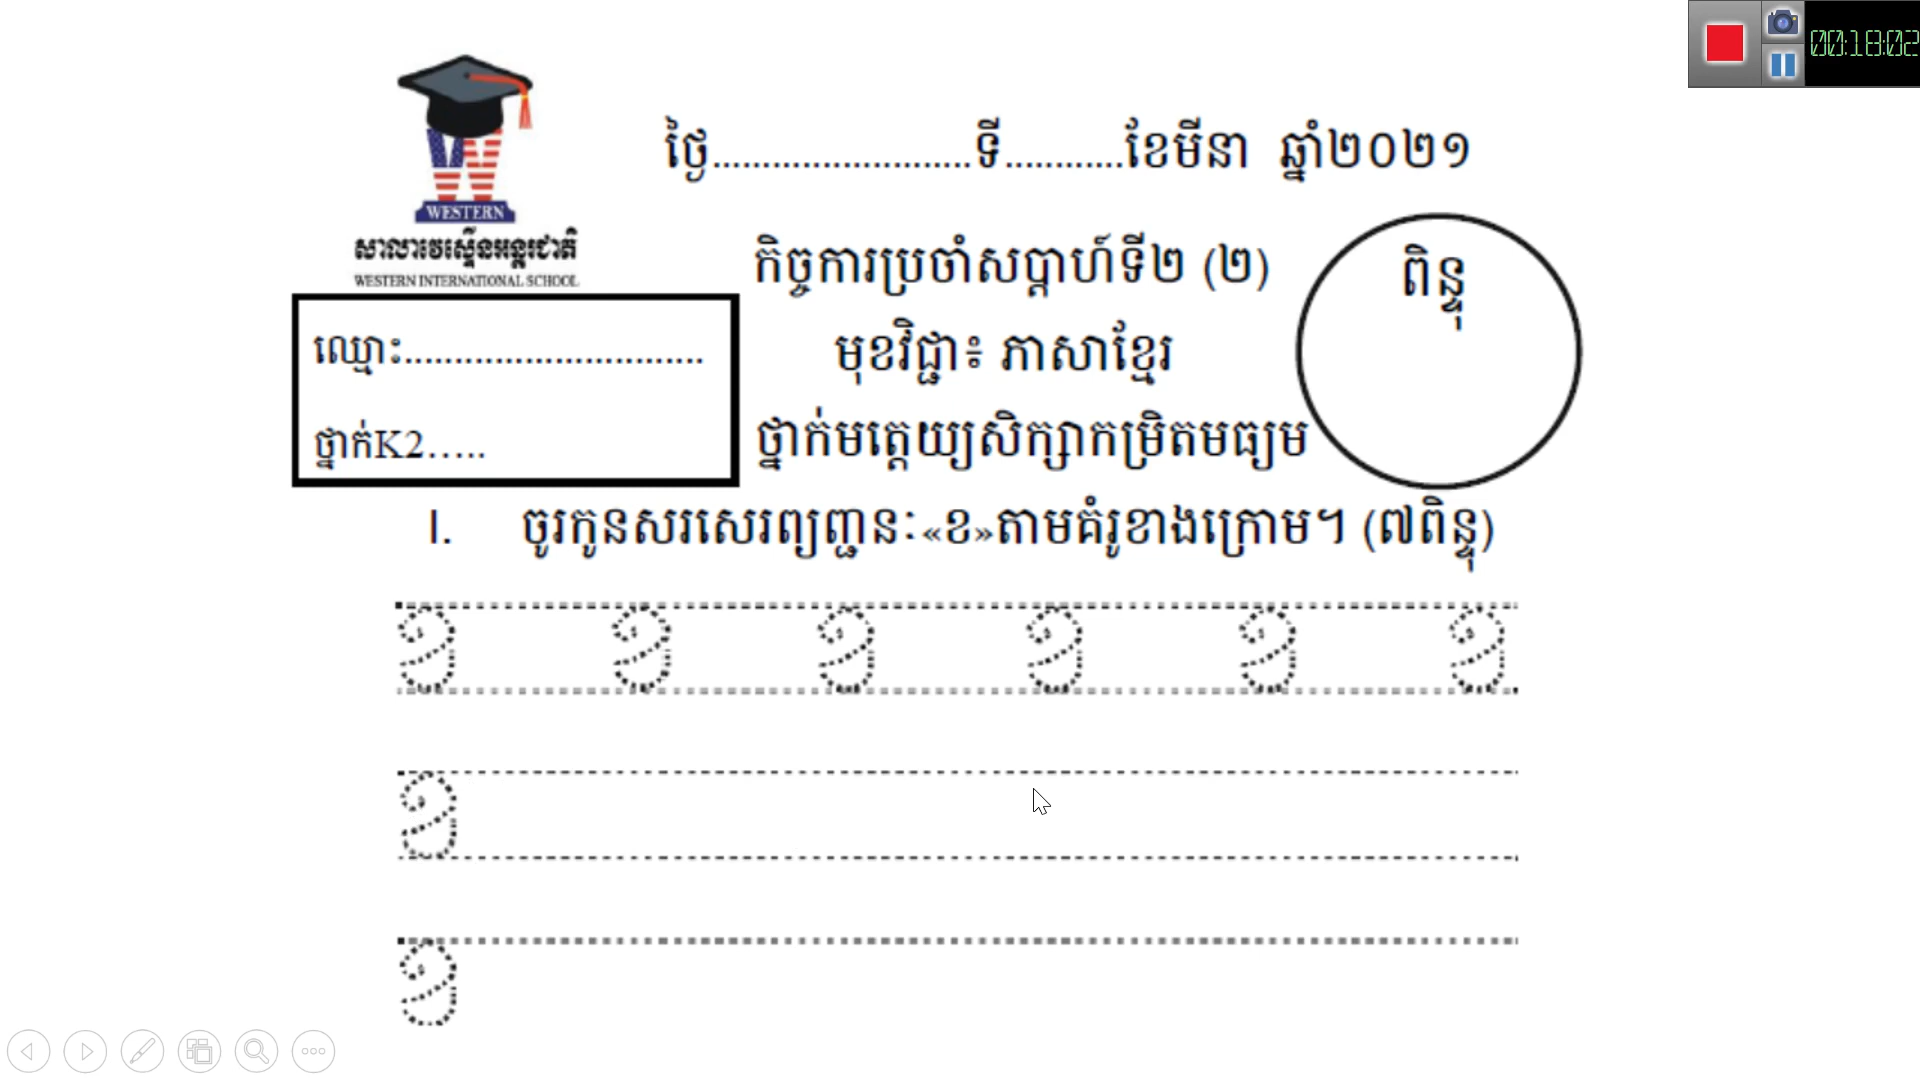 00:18:02
ថ្ងៃ..........................ទី............ខែមីនា ឆ្នាំ២០២១
WESTERN
សាលាវេស្ទើនអន្តរជាតិ
WESTERN INTERNATIONAL SCHOOL
កិច្ចការប្រចាំសប្តាហ៍ទី២ (២)
ពិន្ទុ
ឈ្មោះ..............................
មុខវិជ្ជា៖ ភាសាខ្មែរ
ថ្នាក់K2.....
ថ្នាក់មត្តេយ្យសិក្សាកម្រិតមធ្យម
I. ចូរកូនសរសេរព្យញ្ជនៈ«ខ»តាមគំរូខាងក្រោម។ (៧ពិន្ទុ)
ខ ខ ខ ខ ខ ខ
ខ
ខ